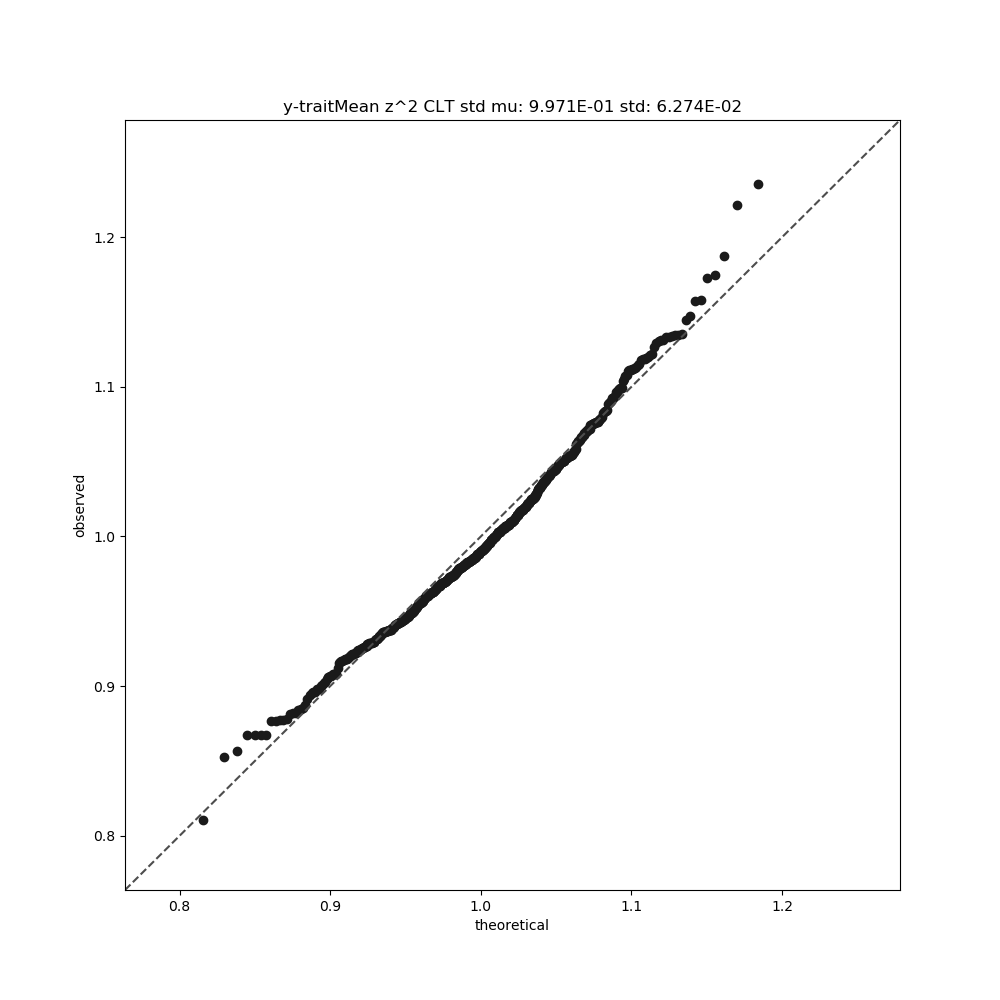 y-traitMean z^2 CLT std mu: 9.971E-01 std: 6.274E-02
1.2
1.1
1.0
0.9
0.8
observed
0.8 0.9 1.0 1.1 1.2
theoretical